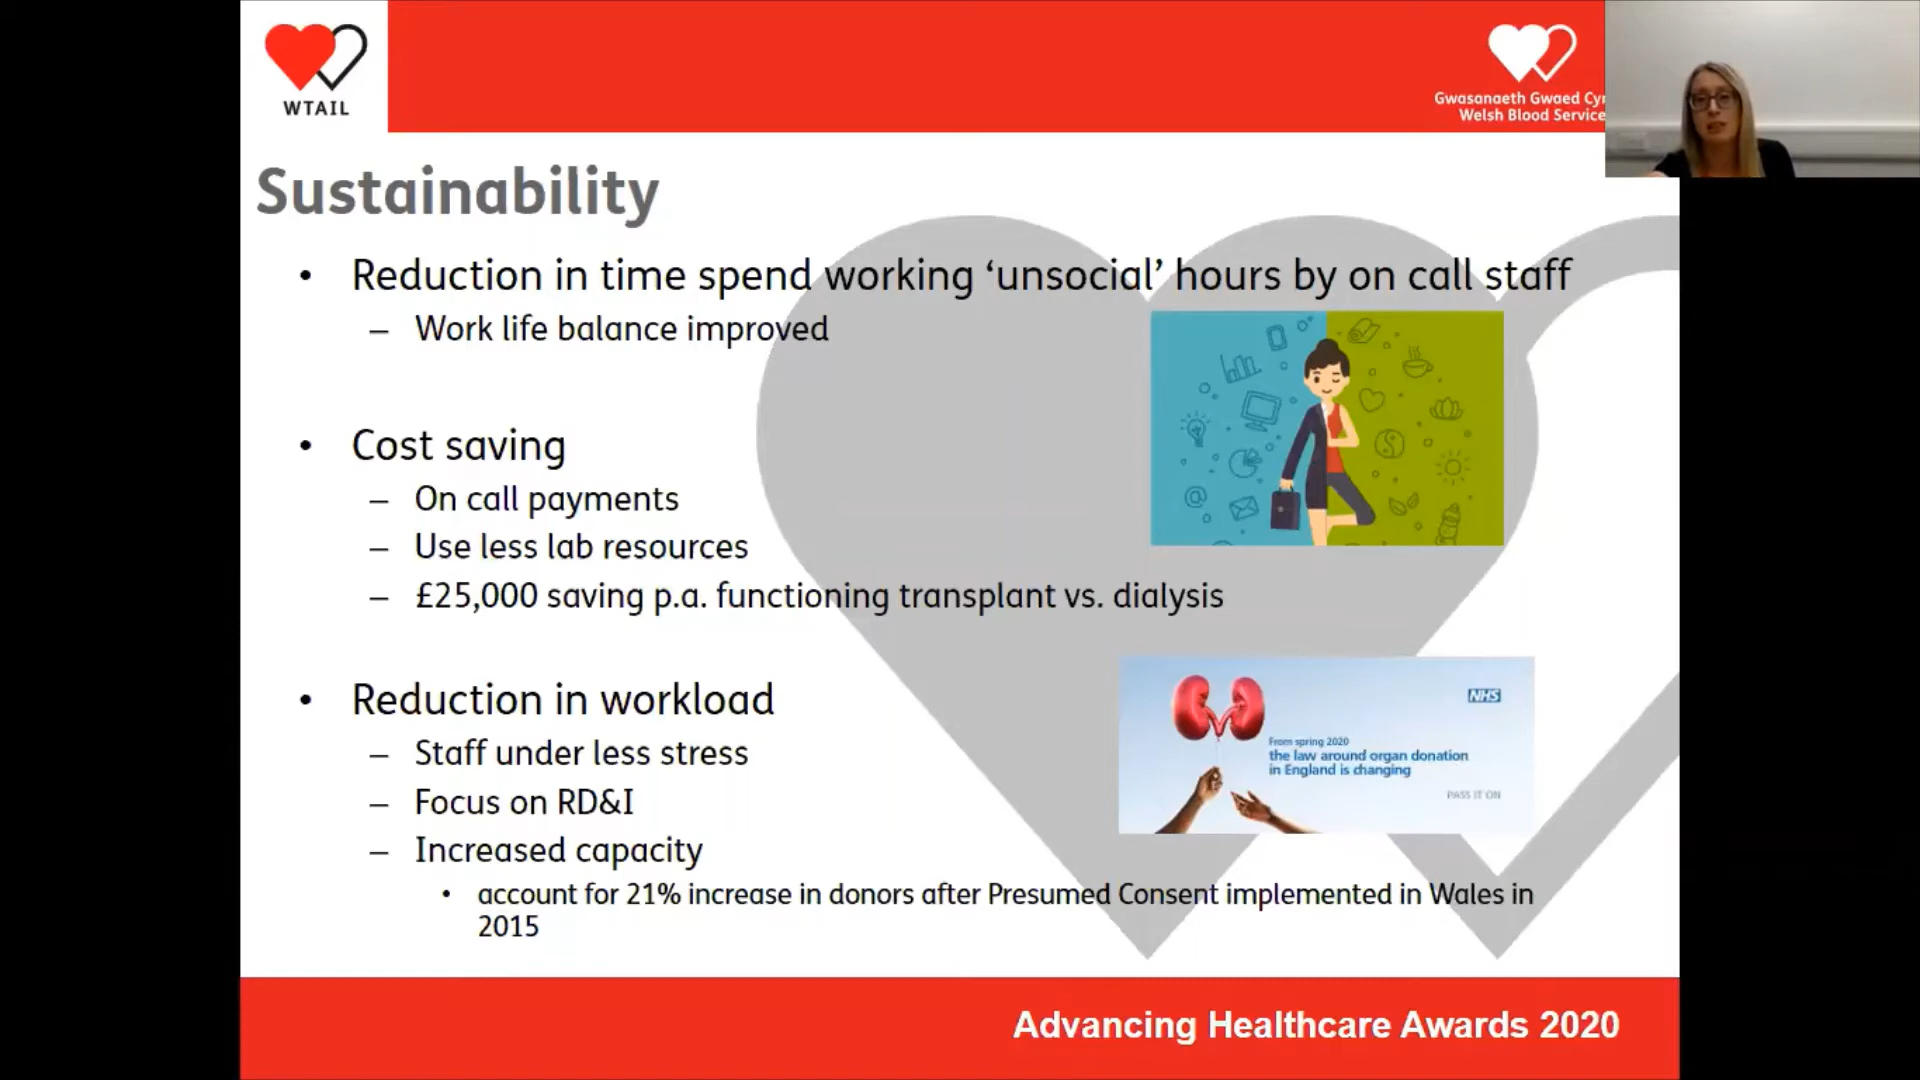 WTAIL
Gwasanaeth Gwaed Cy
Welsh Blood Service
Sustainability
• Reduction in time spend working ‘unsocial’ hours by on call staff
– Work life balance improved
• Cost saving
– On call payments
– Use less lab resources
– £25,000 saving p.a. functioning transplant vs. dialysis
NHS
From spring 2020
the law around organ donation
in England is changing
PASS IT ON
• Reduction in workload
– Staff under less stress
– Focus on RD&I
– Increased capacity
• account for 21% increase in donors after Presumed Consent implemented in Wales in
2015
Advancing Healthcare Awards 2020